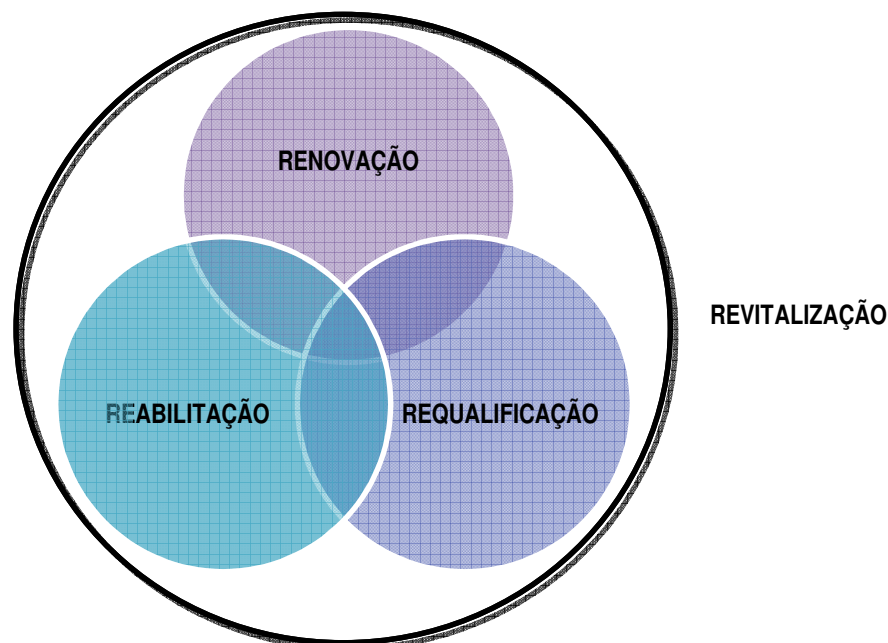 RENOVAÇÃO
REVITALIZAÇÃO
REABILITAÇÃO
REQUALIFICAÇÃO